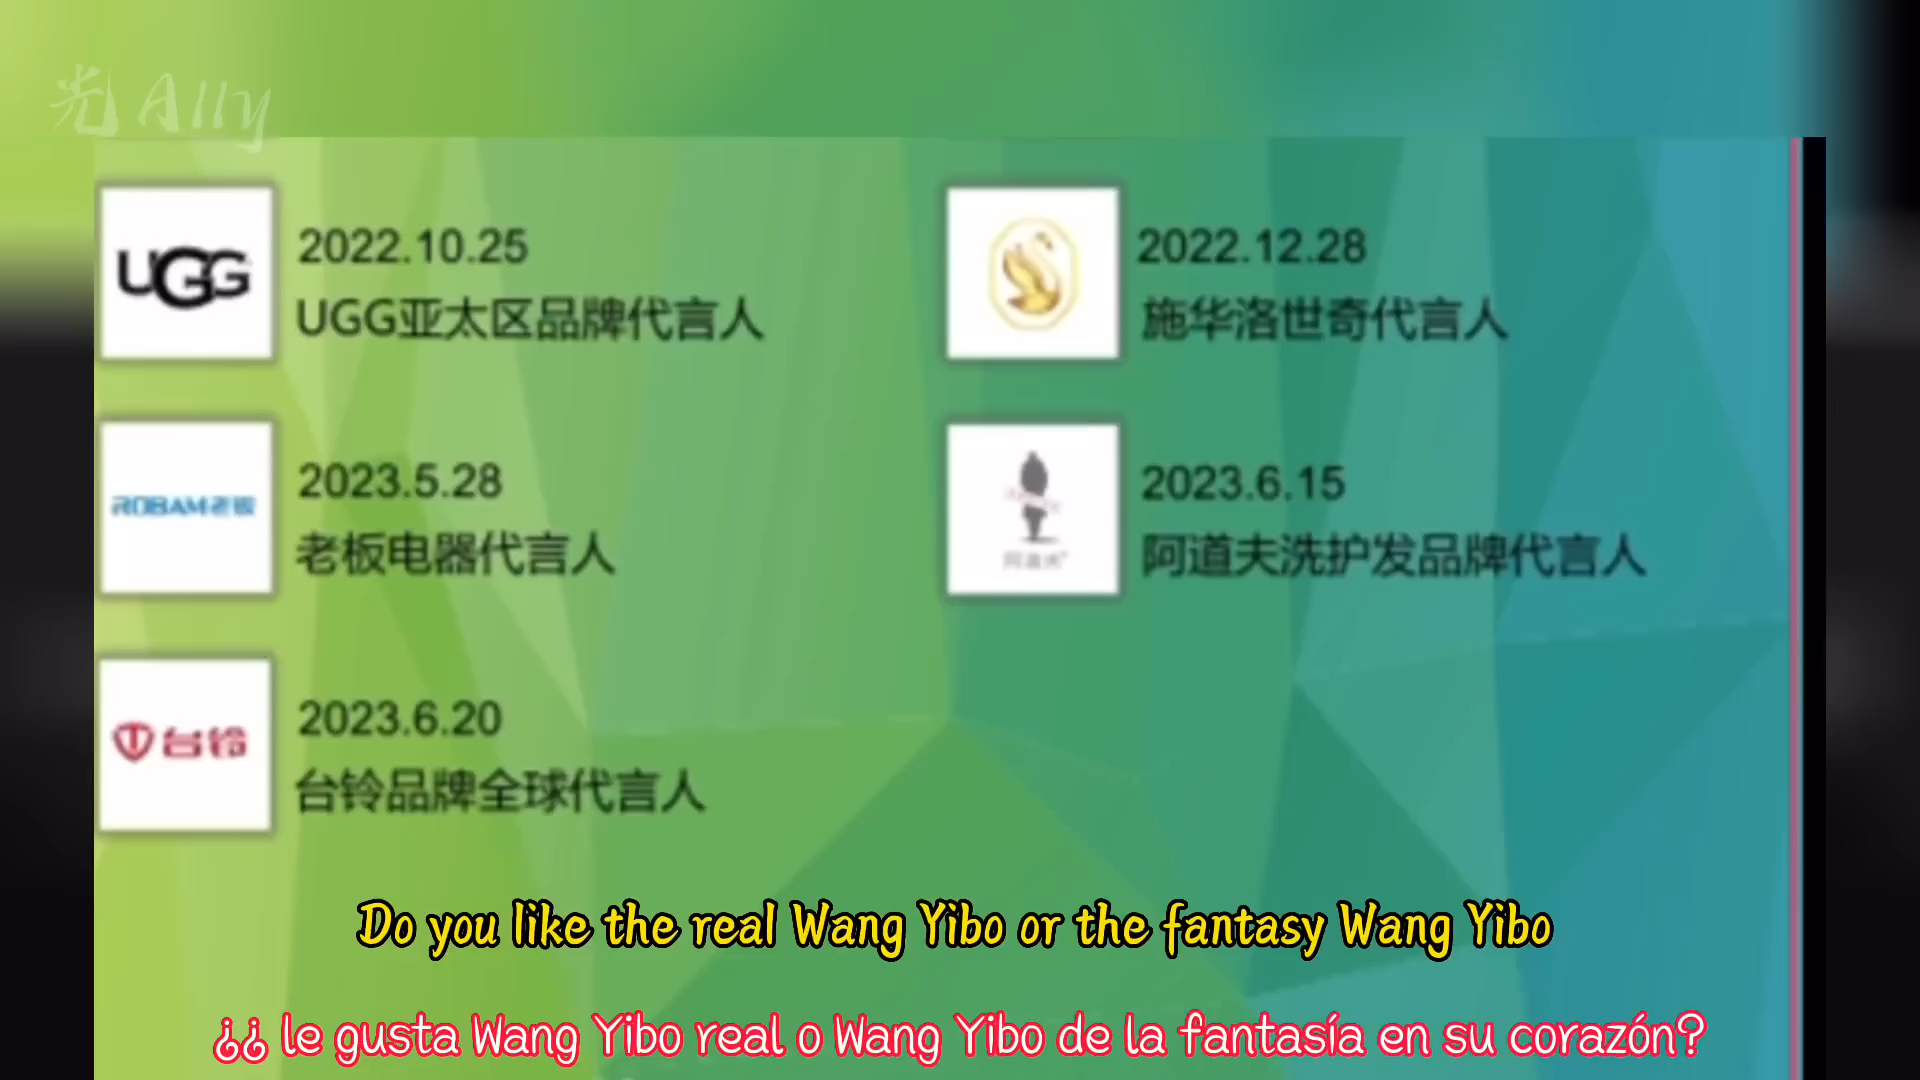 光 Ally
UGG
2022.10.25
UGG亚太区品牌代言人
2022.12.28
施华洛世奇代言人
ROBAM老板
2023.5.28
老板电器代言人
阿道夫
2023.6.15
阿道夫洗护发品牌代言人
台铃
2023.6.20
台铃品牌全球代言人
Do you like the real Wang Yibo or the fantasy Wang Yibo
¿¿ le gusta Wang Yibo real o Wang Yibo de la fantasía en su corazón?